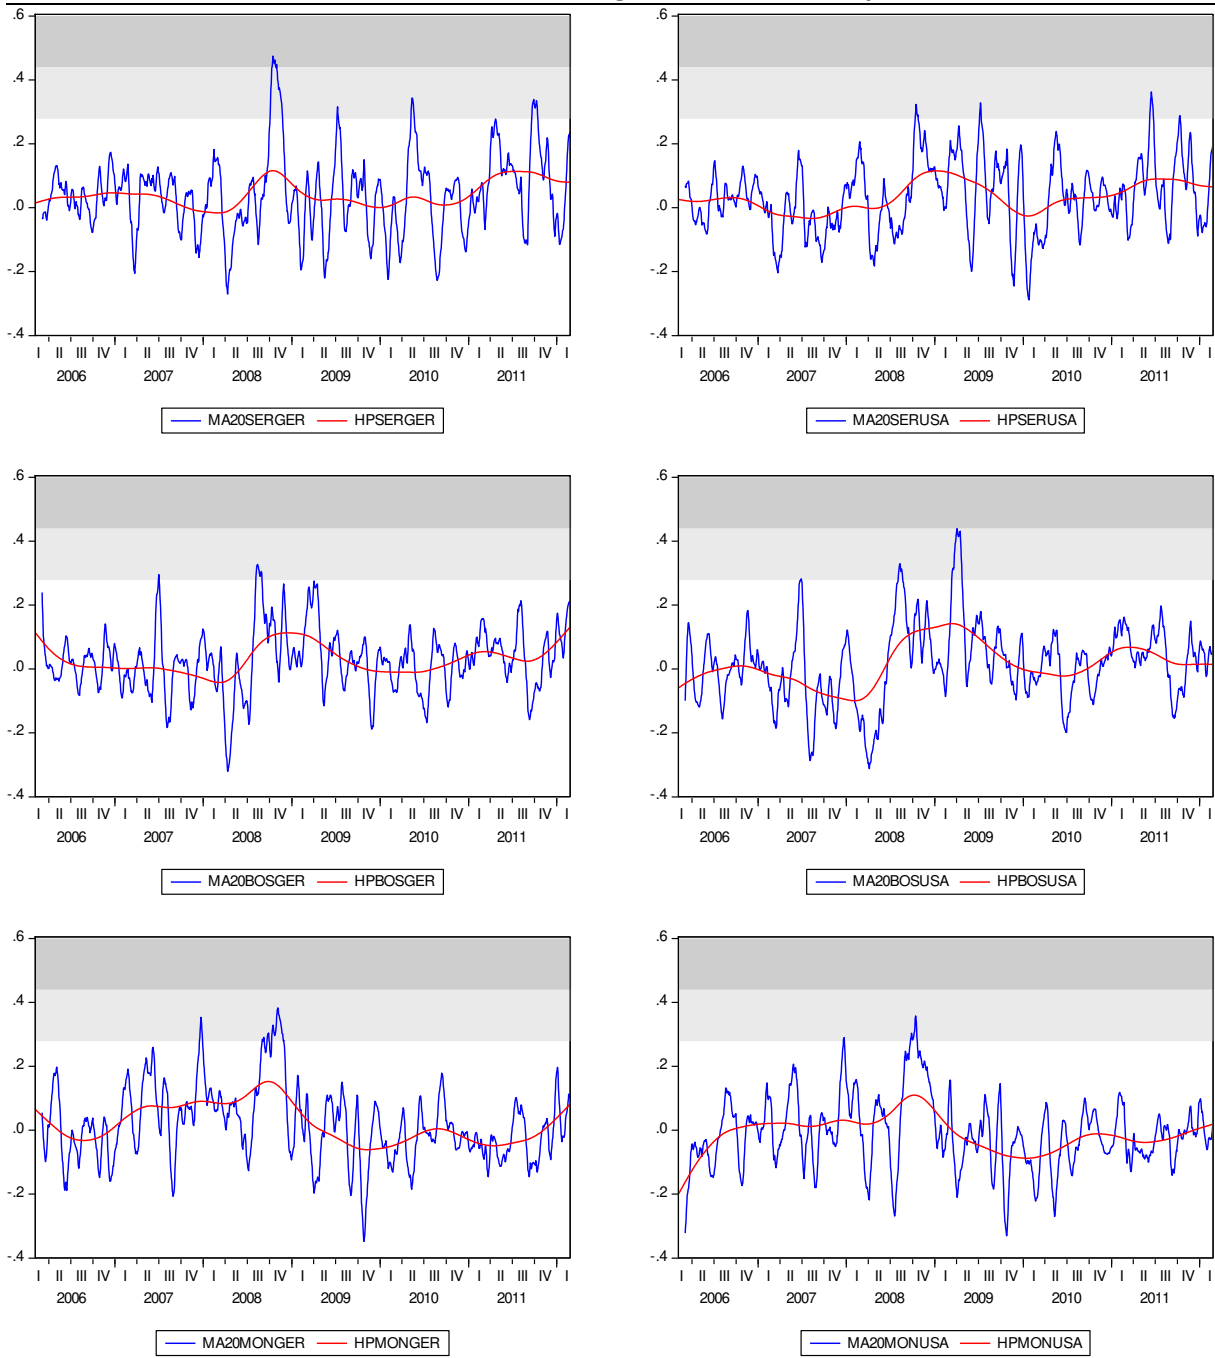 .6 .6
.4 .4
.2 .2
.0 .0
-.2 -.2
-.4 -.4
I II III IV I II III IV I II III IV I II III IV I II III IV I II III IV I I II III IV I II III IV I II III IV I II III IV I II III IV I II III IV I
2006 2007 2008 2009 2010 2011 2006 2007 2008 2009 2010 2011
MA20SERGER HPSERGER MA20SERUSA HPSERUSA
.6 .6
.4 .4
.2 .2
.0 .0
-.2 -.2
-.4 -.4
I II III IV I II III IV I II III IV I II III IV I II III IV I II III IV I I II III IV I II III IV I II III IV I II III IV I II III IV I II III IV I
2006 2007 2008 2009 2010 2011 2006 2007 2008 2009 2010 2011
MA20BOSGER HPBOSGER MA20BOSUSA HPBOSUSA
.6 .6
.4 .4
.2 .2
.0 .0
-.2 -.2
-.4 -.4
I II III IV I II III IV I II III IV I II III IV I II III IV I II III IV I I II III IV I II III IV I II III IV I II III IV I II III IV I II III IV I
2006 2007 2008 2009 2010 2011 2006 2007 2008 2009 2010 2011
MA20MONGER HPMONGER MA20MONUSA HPMONUSA